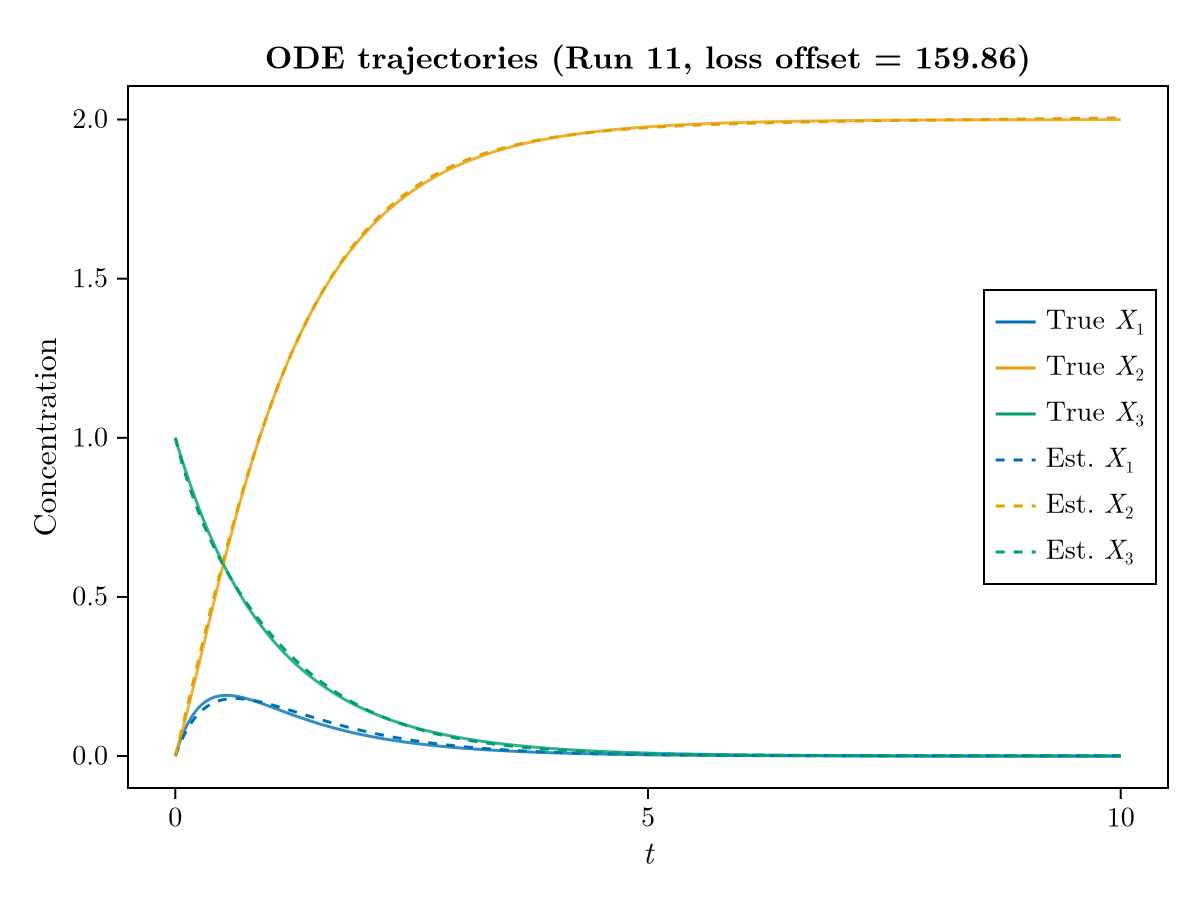 ODE trajectories (Run 11, loss offset = 159.86)
2.0
1.5
1.0
0.5
0.0
Concentration
True X₁
True X₂
True X₃
Est. X₁
Est. X₂
Est. X₃
0
5
10
t